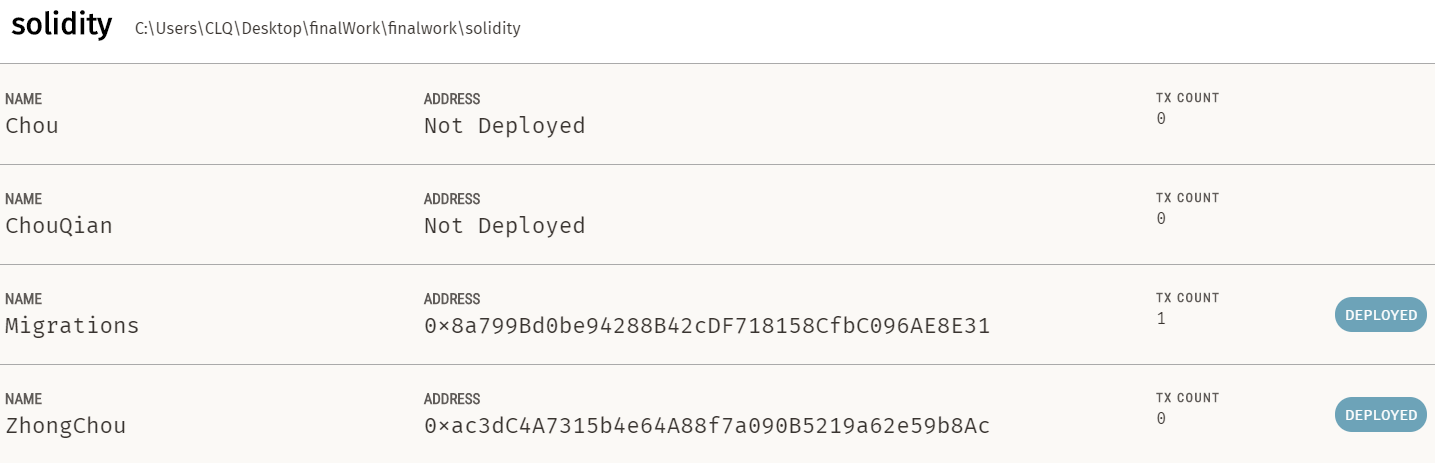 solidity C:\Users\CLQ\Desktop\finalWork\finalwork\solidity
NAME ADDRESS TX COUNT
Chou Not Deployed 0
NAME ADDRESS TX COUNT
ChouQian Not Deployed 0
NAME ADDRESS TX COUNT
Migrations 0×8a799Bd0be94288B42cDF718158CfbC096AE8E31 1 DEPLOYED
NAME ADDRESS TX COUNT
ZhongChou 0×ac3dC4A7315b4e64A88f7a090B5219a62e59b8Ac 0 DEPLOYED